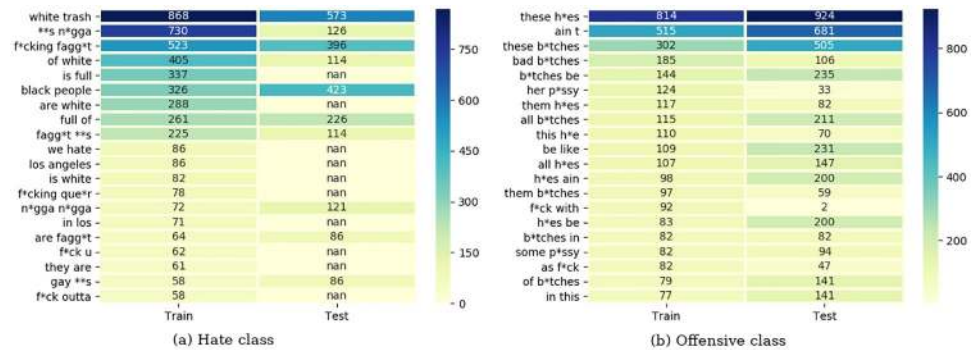 white trash 868 573
**s n*gga 730 126
f*cking fagg*t 523 396
of white 405 114
is full 337 nan
black people 326 423
are white 288 nan
full of 261 226
fagg*t **s 225 114
we hate 86 nan
los angeles 86 nan
is white 82 nan
f*cking que*r 78 nan
n*gga n*gga 72 121
in los 71 nan
are fagg*t 64 86
f*ck u 62 nan
they are 61 nan
gay **s 58 86
f*ck outta 58 nan
Train Test
750
600
450
300
150
0
(a) Hate class
these h*es 814 924
ain t 515 681
these b*tches 302 505
bad b*tches 185 106
b*tches be 144 235
her p*ssy 124 33
them h*es 117 82
all b*tches 115 211
this h*e 110 70
be like 109 231
all h*es 107 147
h*es ain 98 200
them b*tches 97 59
f*ck with 92 2
h*es be 83 200
b*tches in 82 82
some p*ssy 82 94
as f*ck 82 47
of b*tches 79 141
in this 77 141
Train Test
800
600
400
200
(b) Offensive class